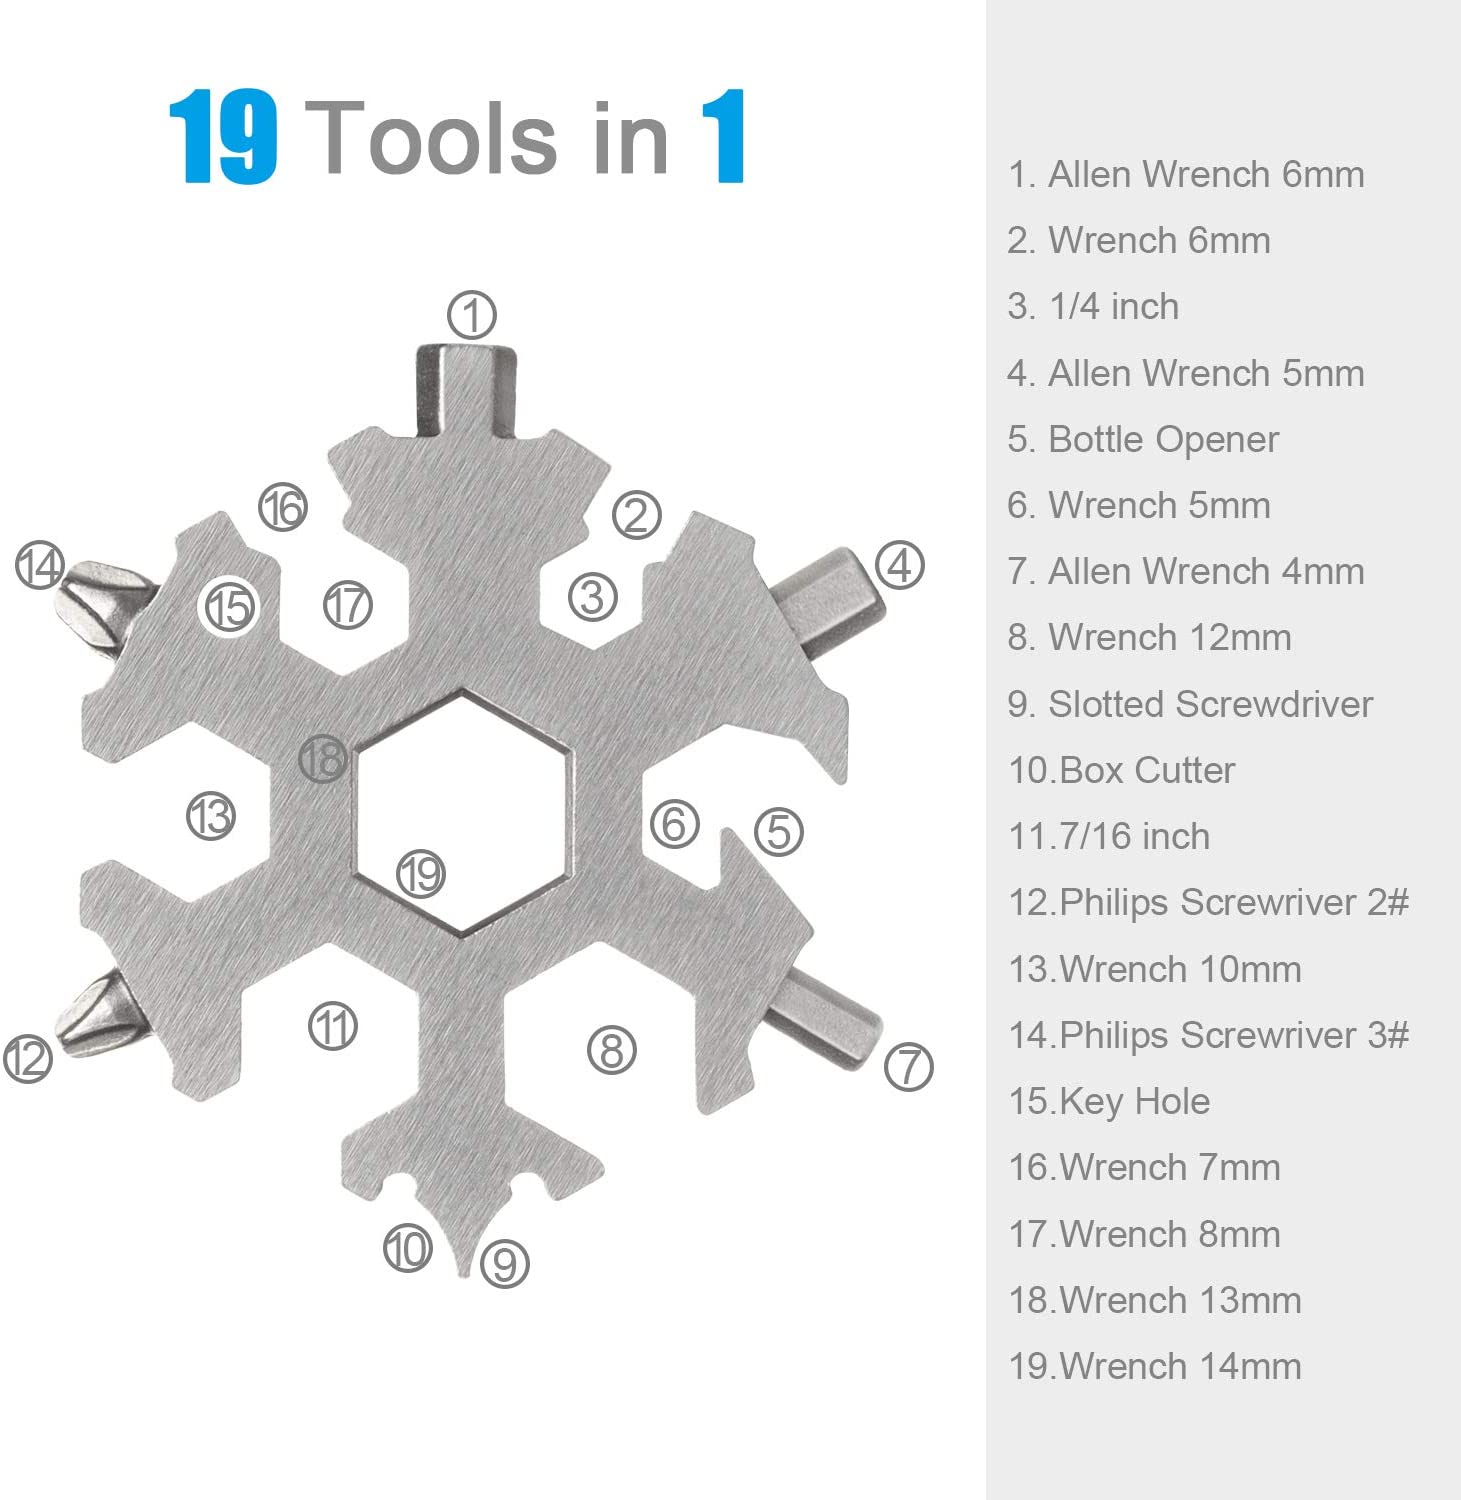 19 Tools in 1
1. Allen Wrench 6mm
2. Wrench 6mm
3. 1/4 inch
4. Allen Wrench 5mm
5. Bottle Opener
6. Wrench 5mm
7. Allen Wrench 4mm
8. Wrench 12mm
9. Slotted Screwdriver
10.Box Cutter
11.7/16 inch
12.Philips Screwriver 2#
13.Wrench 10mm
14.Philips Screwriver 3#
15.Key Hole
16.Wrench 7mm
17.Wrench 8mm
18.Wrench 13mm
19.Wrench 14mm
1
16
2
14
4
15
17
3
18
13
6
5
19
11
8
12
7
10
9